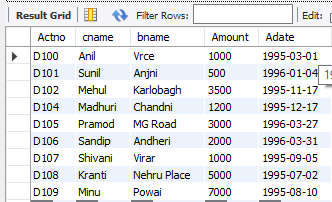 Result Grid Filter Rows: Edit:
Actno cname bname Amount Adate
D100 Anil Vrce 1000 1995-03-01
D101 Sunil Anjni 500 1996-01-04
D102 Mehul Karlobagh 3500 1995-11-17
D104 Madhuri Chandni 1200 1995-12-17
D105 Pramod MG Road 3000 1996-03-27
D106 Sandip Andheri 2000 1996-03-31
D107 Shivani Virar 1000 1995-09-05
D108 Kranti Nehru Place 5000 1995-07-02
D109 Minu Powai 7000 1995-08-10